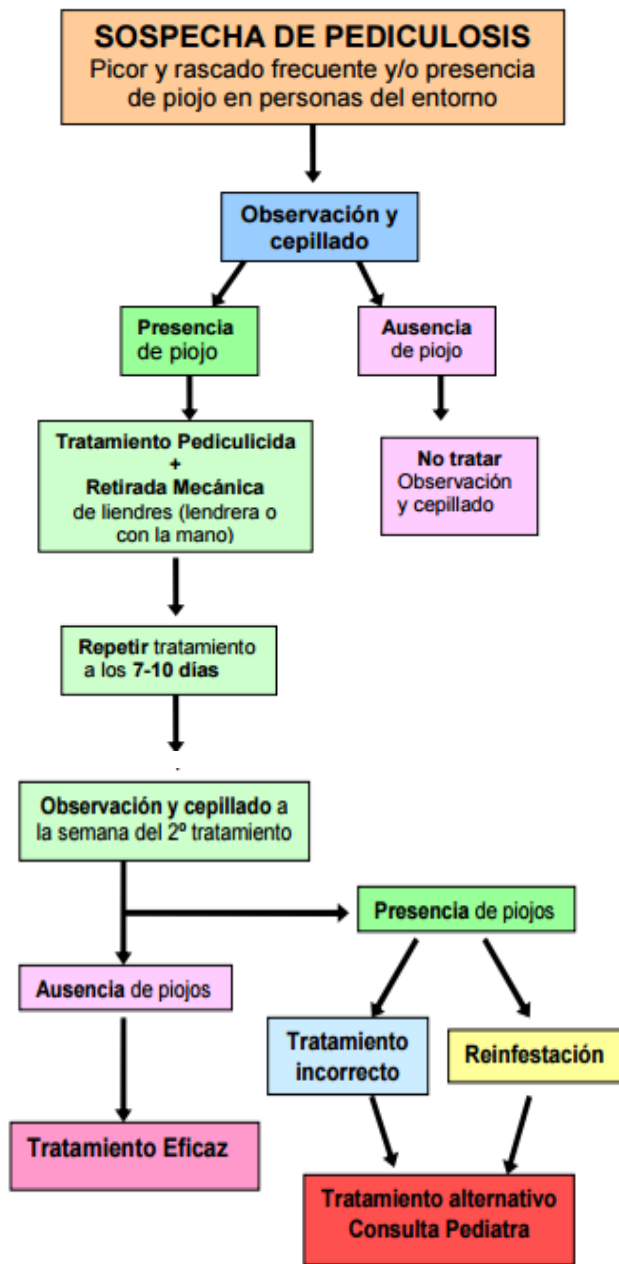 SOSPECHA DE PEDICULOSIS
Picor y rascado frecuente y/o presencia
de piojo en personas del entorno
Observación y
cepillado
Presencia
de piojo
Ausencia
de piojo
Tratamiento Pediculicida
+
Retirada Mecánica
de liendres (lendrera o
con la mano)
No tratar
Observación
y cepillado
Repetir tratamiento
a los 7-10 días
Observación y cepillado a
la semana del 2º tratamiento
Presencia de piojos
Ausencia de piojos
Tratamiento
incorrecto
Reinfestación
Tratamiento Eficaz
Tratamiento alternativo
Consulta Pediatra